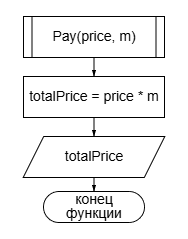 Pay(price, m)
totalPrice = price * m
totalPrice
конец
функции